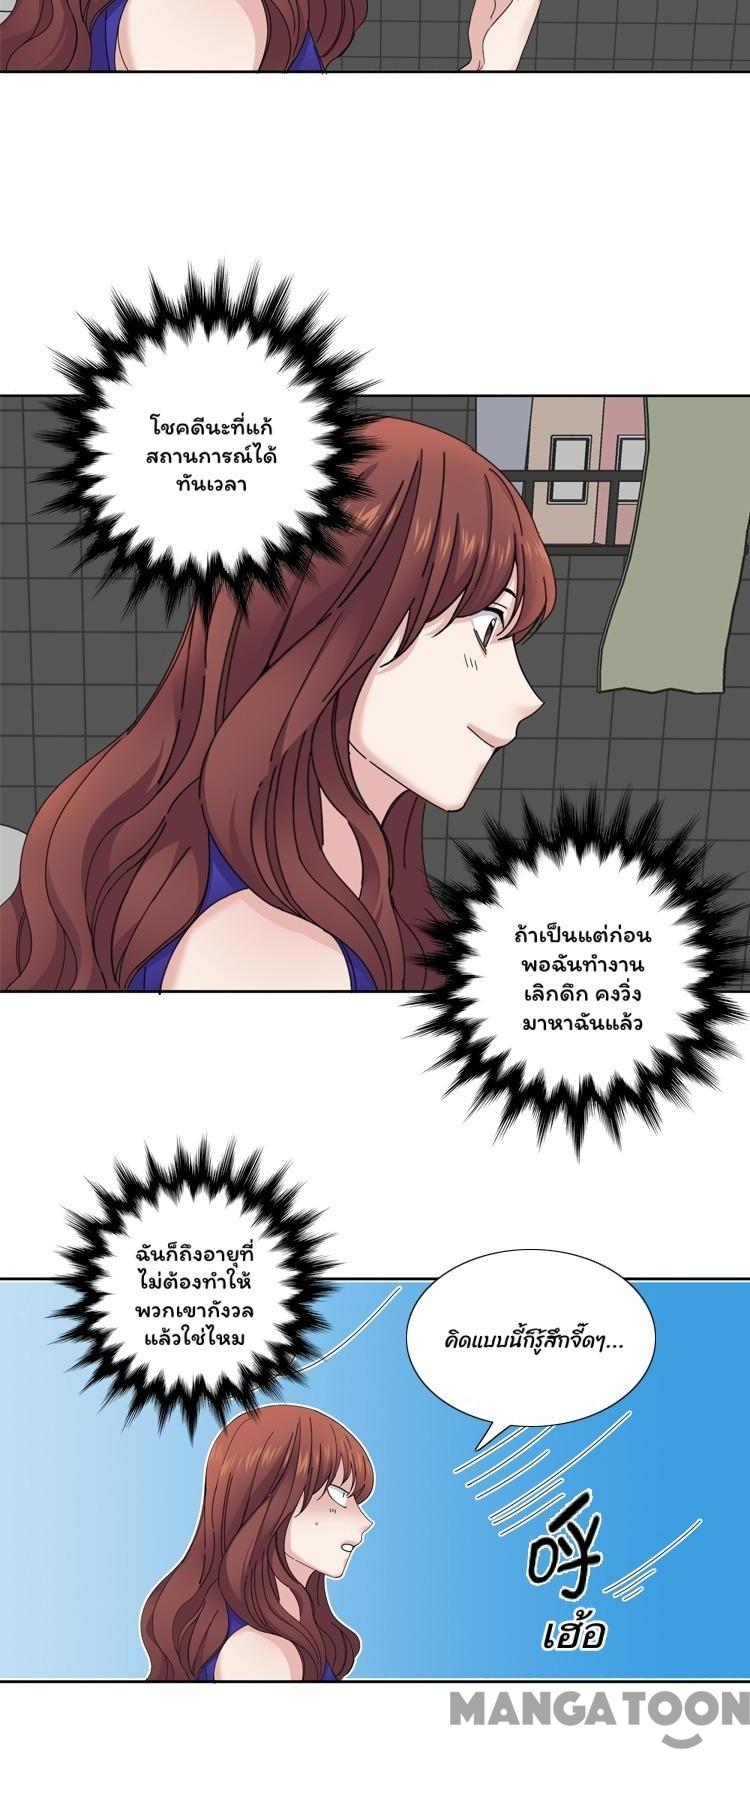 โชคดีนะที่แก้
สถานการณ์ได้
ทันเวลา
ถ้าเป็นแต่ก่อน
พอฉันทำงาน
เลิกดึก คงวิ่ง
มาหาฉันแล้ว
ฉันก็ถึงอายุที่
ไม่ต้องทำให้
พวกเขากังวล
แล้วใช่ไหม
คิดแบบนี้ก็รู้สึกจี๊ดๆ...
呼
เฮ้อ
MANGATOON